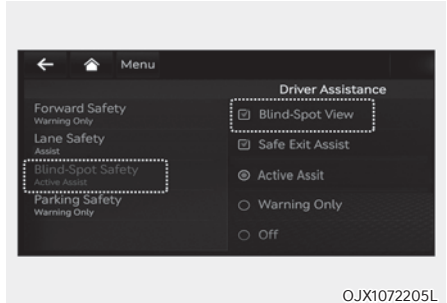 Menu
Driver Assistance
Forward Safety
Warning Only
Lane Safety
Assist
Blind-Spot Safety
Active Assist
Parking Safety
Warning Only
Blind-Spot View
Safe Exit Assist
Active Assit
Warning Only
Off
OJX1072205L